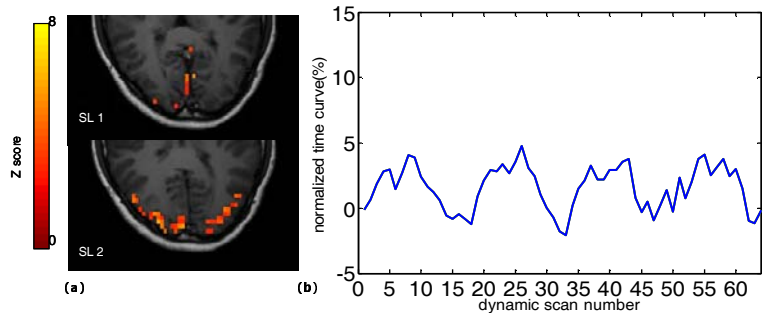 8
Z score
0
SL 1
SL 2
(a)
(b)
15
10
5
0
-5
normalized time curve(%)
0 5 10 15 20 25 30 35 40 45 50 55 60
dynamic scan number